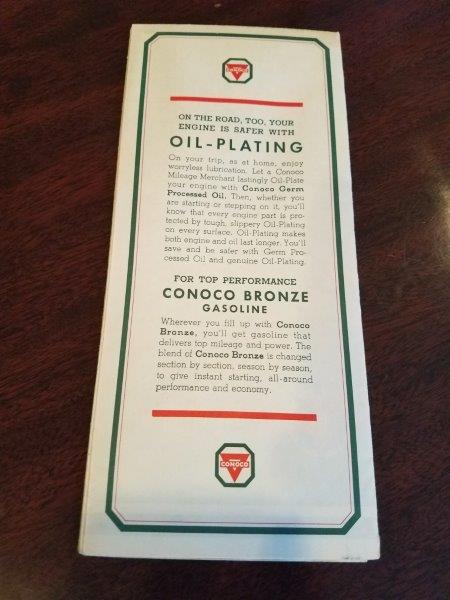 CONOCO
ON THE ROAD, TOO, YOUR
ENGINE IS SAFER WITH
OIL-PLATING
On your trip, as at home, enjoy
worryless lubrication. Let a Conoco
Mileage Merchant lastingly Oil-Plate
your engine with Conoco Germ
Processed Oil. Then, whether you
are starting or stepping on it, you'll
know that every engine part is pro-
tected by tough, slippery Oil-Plating
on every surface. Oil-Plating makes
both engine and oil last longer. You'll
save and be safer with Germ Pro-
cessed Oil and genuine Oil-Plating.
FOR TOP PERFORMANCE
CONOCO BRONZE
GASOLINE
Wherever you fill up with Conoco
Bronze, you'll get gasoline that
delivers top mileage and power. The
blend of Conoco Bronze is changed
section by section, season by season,
to give instant starting, all-around
performance and economy.
CONOCO